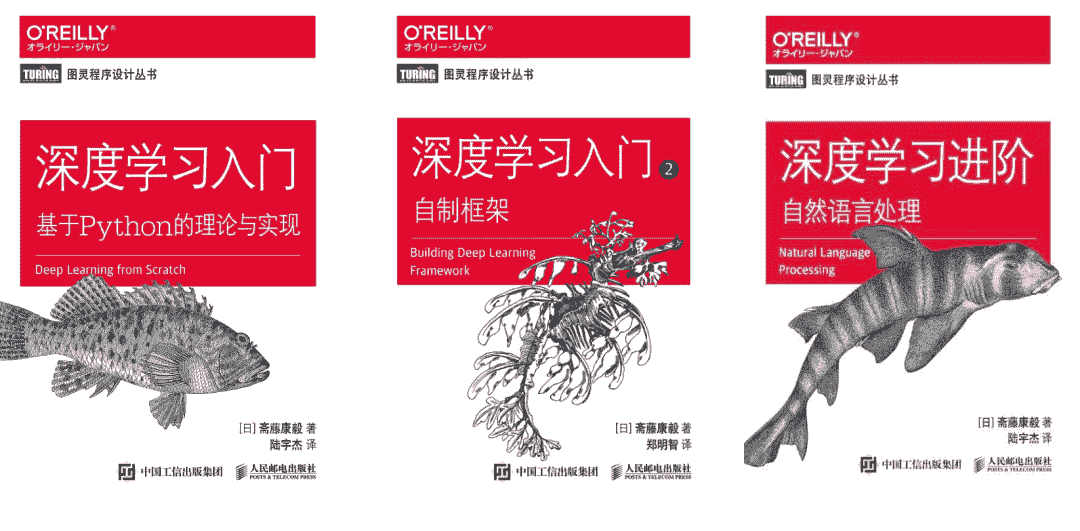 O'REILLY®
オライリー・ジャパン
TURING 图灵程序设计丛书
深度学习入门
基于Python的理论与实现
Deep Learning from Scratch
[日] 斋藤康毅 著
陆宇杰 译
中国工信出版集团 人民邮电出版社
POSTS & TELECOM PRESS
O'REILLY®
オライリー・ジャパン
TURING 图灵程序设计丛书
深度学习入门 2
自制框架
Building Deep Learning
Framework
[日] 斋藤康毅 著
郑明智 译
中国工信出版集团 人民邮电出版社
POSTS & TELECOM PRESS
O'REILLY®
オライリー・ジャパン
TURING 图灵程序设计丛书
深度学习进阶
自然语言处理
Natural Language
Processing
[日] 斋藤康毅 著
陆宇杰 译
中国工信出版集团 人民邮电出版社
POSTS & TELECOM PRESS